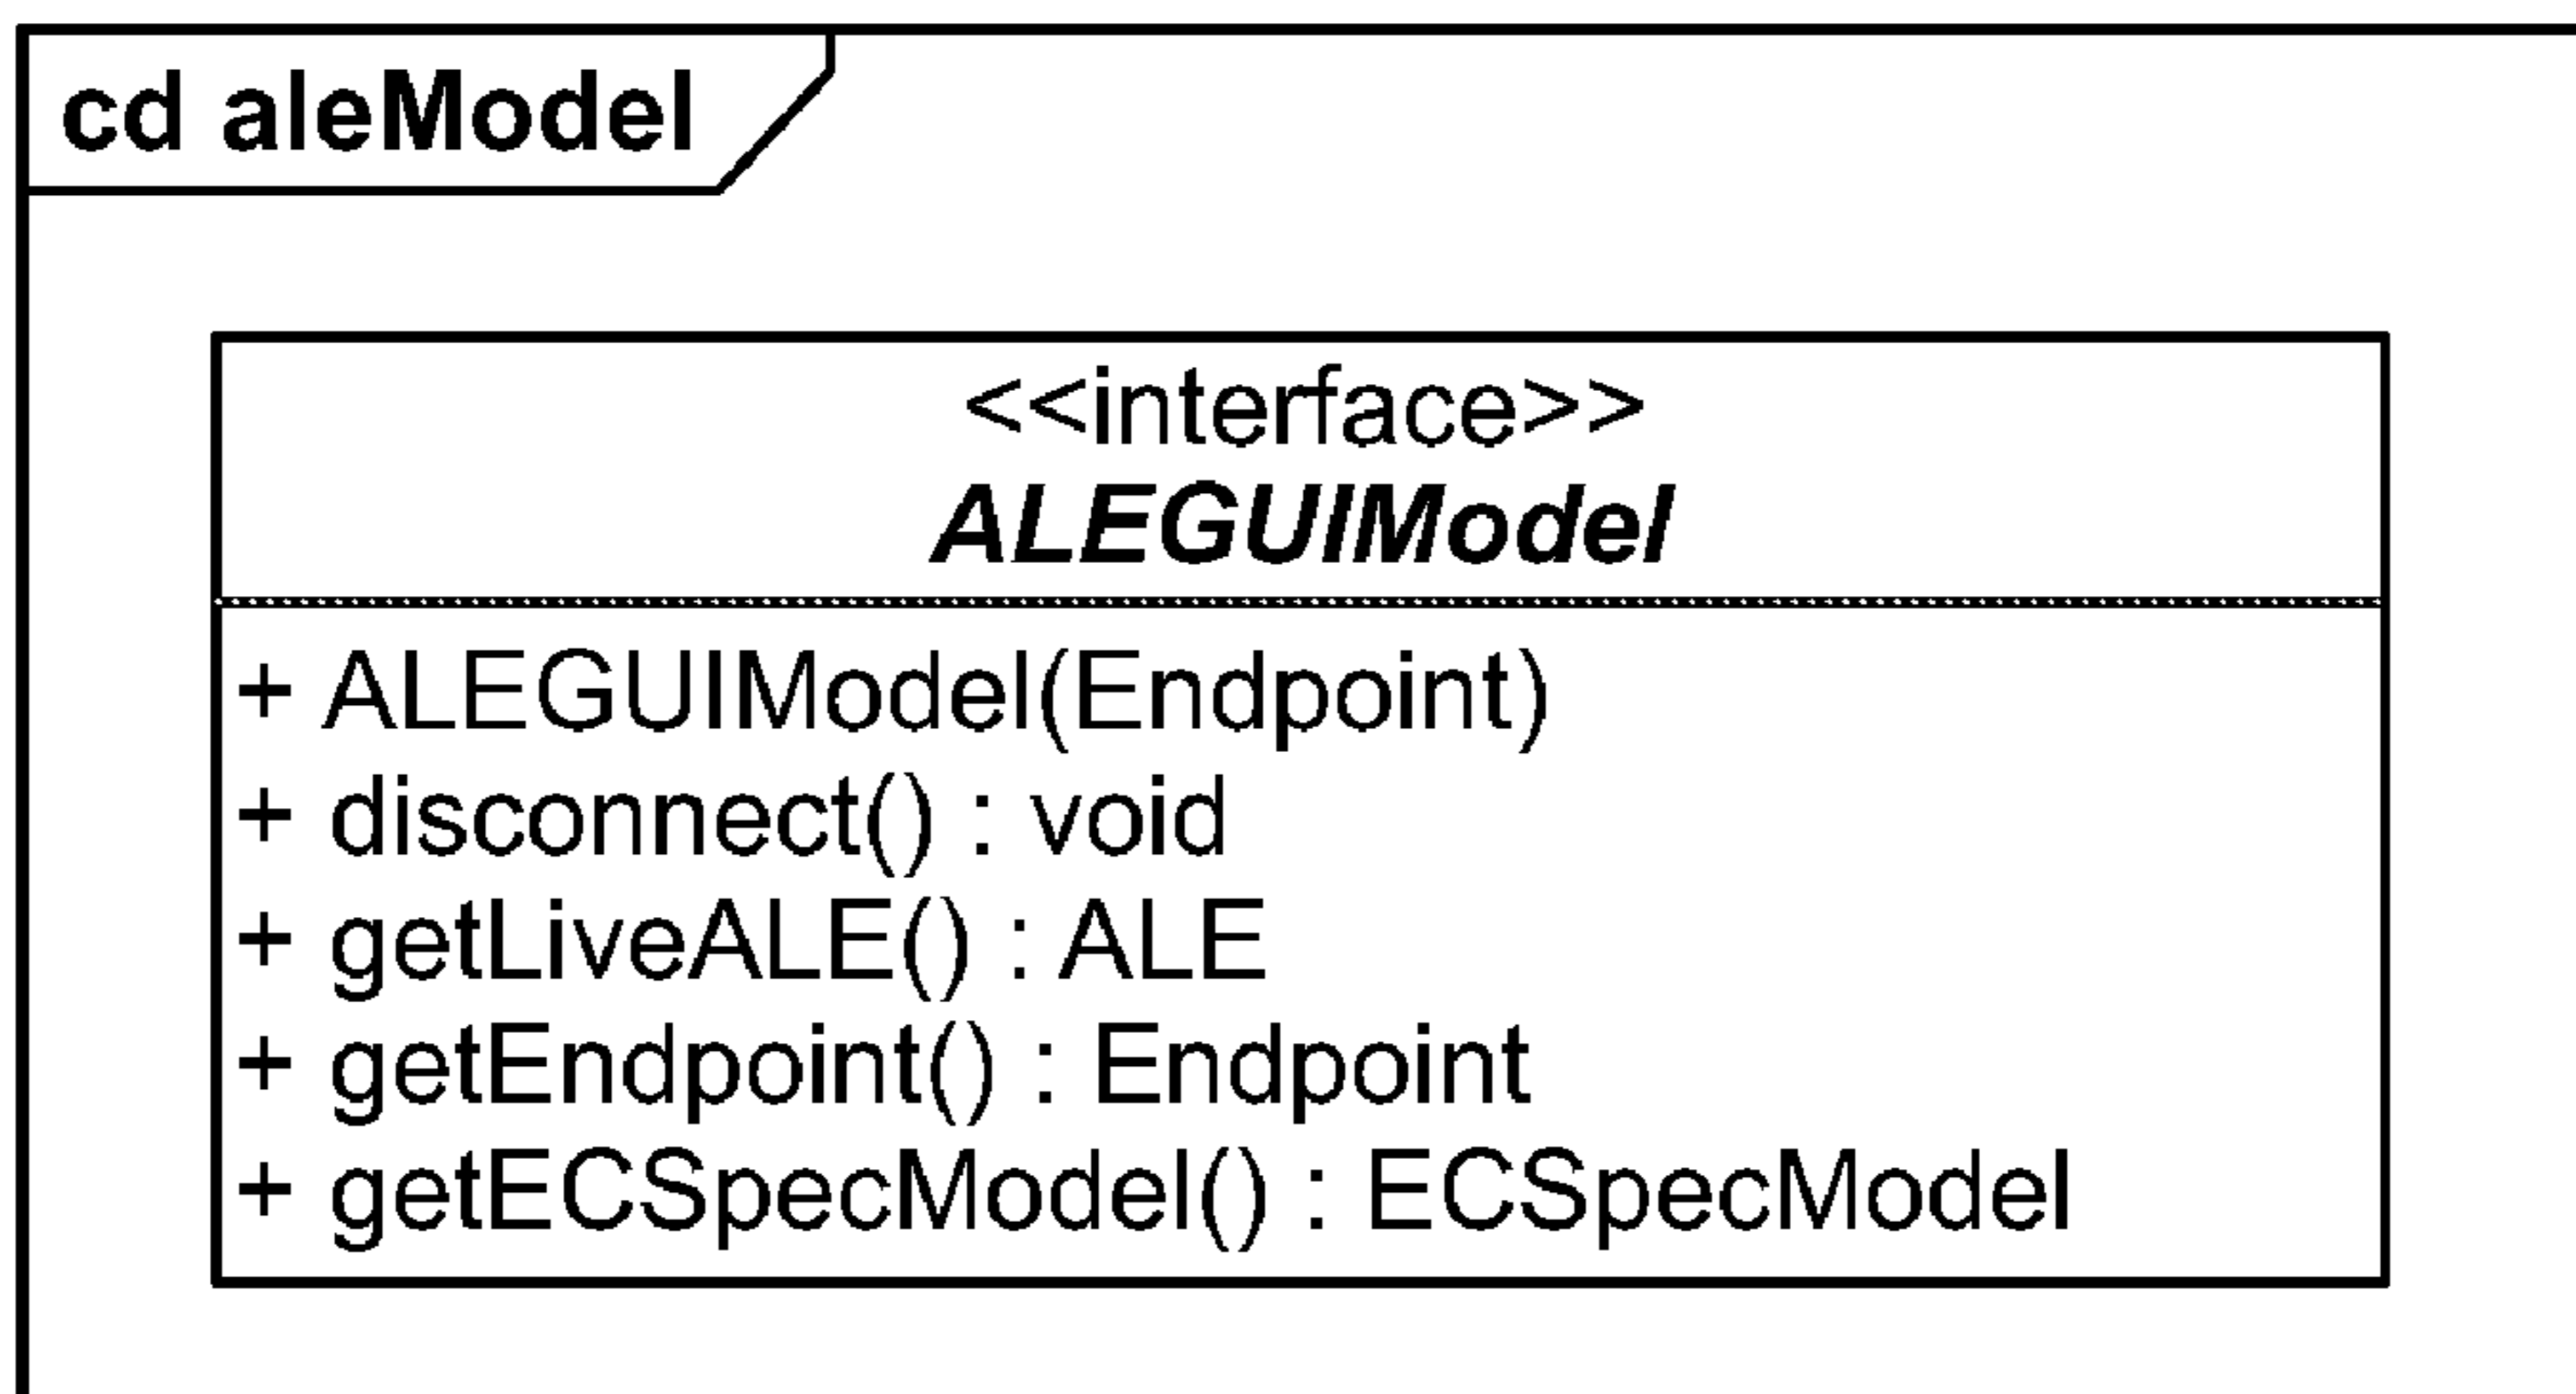 cd aleModel
<<interface>>
ALEGUIModel
+ ALEGUIModel(Endpoint)
+ disconnect() : void
+ getLiveALE() : ALE
+ getEndpoint() : Endpoint
+ getECSpecModel() : ECSpecModel